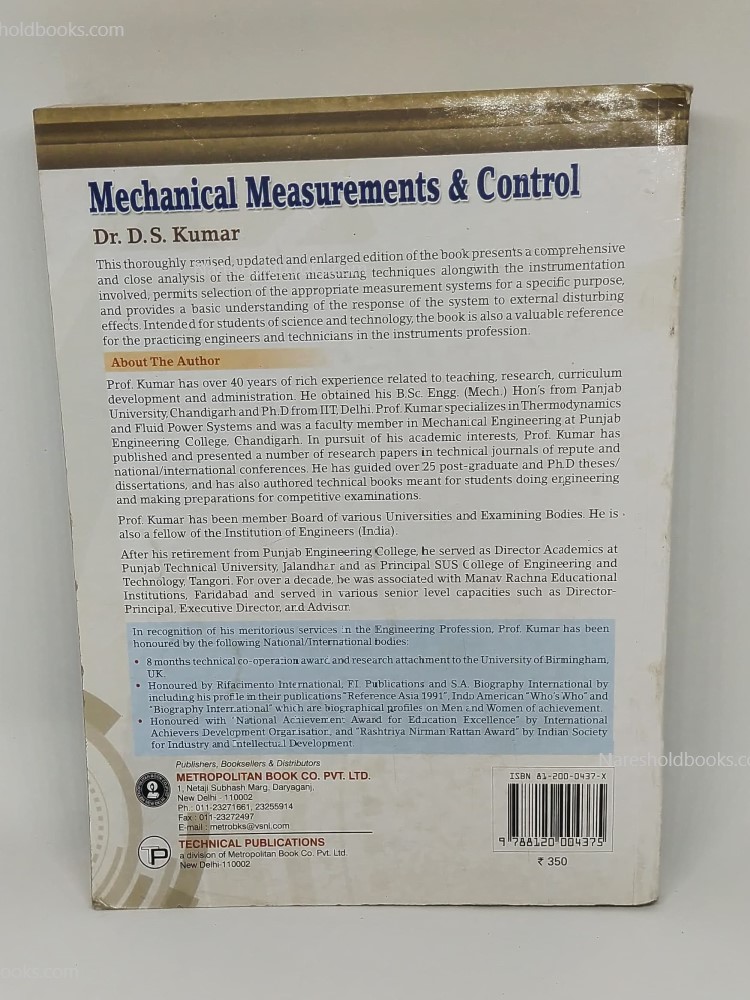 holdbooks.com
Mechanical Measurements & Control
Dr. D.S. Kumar
This thoroughly revised, updated and enlarged edition of the book presents a comprehensive
and close analysis of the different measuring techniques alongwith the instrumentation
involved, permits selection of the appropriate measurement systems for a specific purpose,
and provides a basic understanding of the response of the system to external disturbing
effects. Intended for students of science and technology, the book is also a valuable reference
for the practicing engineers and technicians in the instruments profession.
About The Author
Prof. Kumar has over 40 years of rich experience related to teaching, research, curriculum
development and administration. He obtained his B.Sc. Engg. (Mech.) Hon's from Panjab
University, Chandigarh and Ph.D from IIT, Delhi. Prof. Kumar specializes in Thermodynamics
and Fluid Power Systems and was a faculty member in Mechanical Engineering at Punjab
Engineering College, Chandigarh. In pursuit of his academic interests, Prof. Kumar has
published and presented a number of research papers in technical journals of repute and
national/international conferences. He has guided over 25 post-graduate and Ph.D theses/
dissertations, and has also authored technical books meant for students doing engineering
and making preparations for competitive examinations.
Prof. Kumar has been member Board of various Universities and Examining Bodies. He is
also a fellow of the Institution of Engineers (India).
After his retirement from Punjab Engineering College, he served as Director Academics at
Punjab Technical University, Jalandhar and as Principal SUS College of Engineering and
Technology, Tangori. For over a decade, he was associated with Manav Rachna Educational
Institutions, Faridabad and served in various senior level capacities such as Director-
Principal, Executive Director, and Advisor.
In recognition of his meritorious services in the Engineering Profession, Prof. Kumar has been
honoured by the following National/International bodies:
• 8 months technical co-operation award and research attachment to the University of Birmingham,
UK.
• Honoured by Rifacimento International, F.I. Publications and S.A. Biography International by
including his profile in their publications "Reference Asia 1991", Indo American "Who's Who" and
"Biography International" which are biographical profiles on Men and Women of achievement.
• Honoured with "National Achievement Award for Education Excellence" by International
Achievers Development Organisation, and "Rashtriya Nirman Rattan Award" by Indian Society
for Industry and Intellectual Development
Publishers, Booksellers & Distributors
METROPOLITAN BOOK CO. PVT. LTD.
1, Netaji Subhash Marg, Daryaganj,
New Delhi - 110002
Ph.: 011-23271661, 23255914
Fax : 011-23272497
E-mail : metrobks@vsnl.com
TP
TECHNICAL PUBLICATIONS
a division of Metropolitan Book Co. Pvt. Ltd.
New Delhi-110002
Naresholdbooks.co
ISBN 81-200-0437-X
9 788120 004375
₹ 350
oks.com